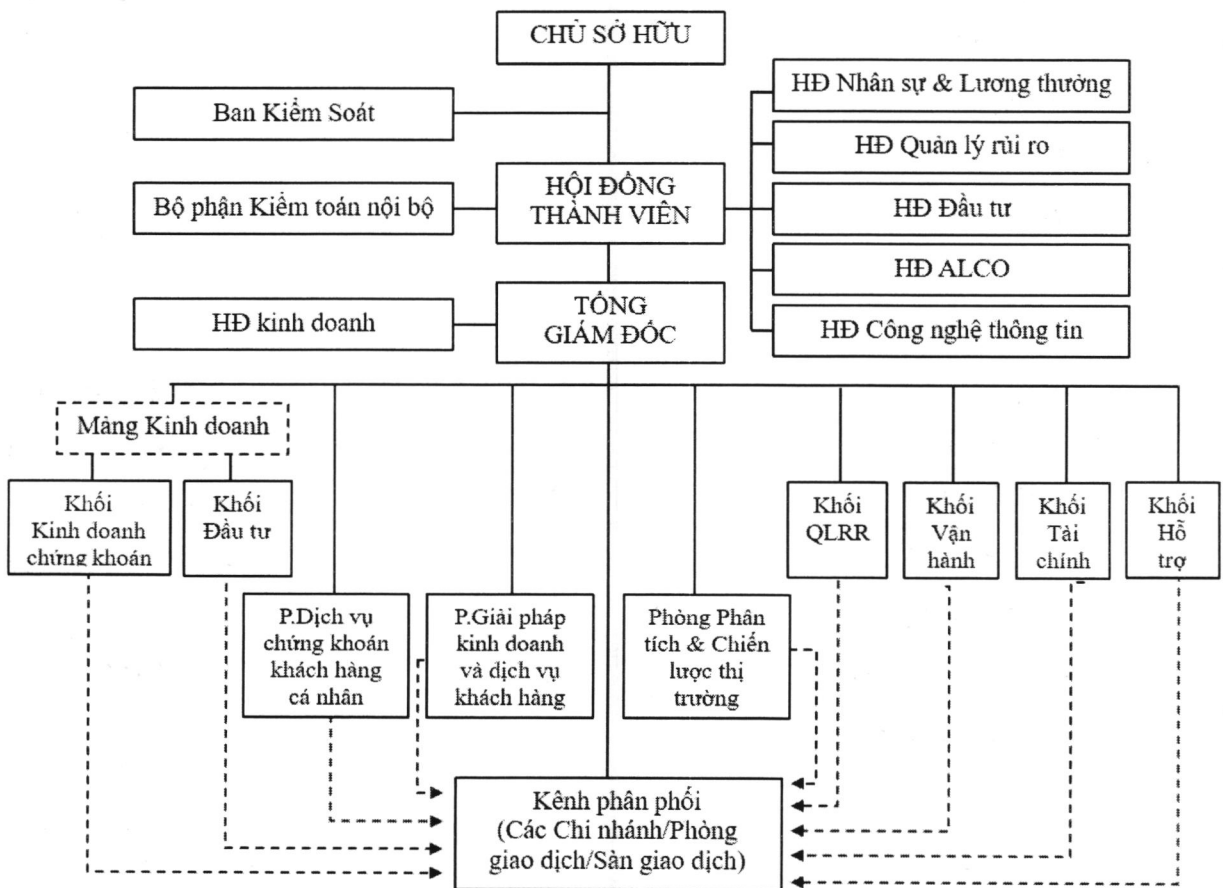 CHỦ SỞ HỮU
Ban Kiểm Soát
HĐ Nhân sự & Lương thưởng
HĐ Quản lý rủi ro
Bộ phận Kiểm toán nội bộ
HỘI ĐỒNG
THÀNH VIÊN
HĐ Đầu tư
HĐ ALCO
HĐ kinh doanh
TỔNG
GIÁM ĐỐC
HĐ Công nghệ thông tin
Mảng Kinh doanh
Khối
Kinh doanh
chứng khoán
Khối
Đầu tư
Khối
QLRR
Khối
Vận
hành
Khối
Tài
chính
Khối
Hỗ
trợ
P.Dịch vụ
chứng khoán
khách hàng
cá nhân
P.Giải pháp
kinh doanh
và dịch vụ
khách hàng
Phòng Phân
tích & Chiến
lược thị
trường
Kênh phân phối
(Các Chi nhánh/Phòng
giao dịch/Sàn giao dịch)